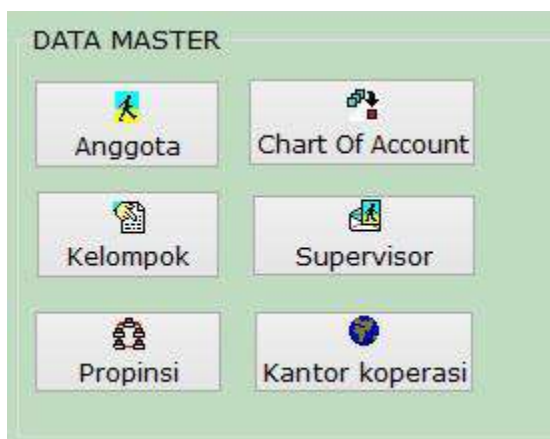 DATA MASTER
Anggota
Chart Of Account
Kelompok
Supervisor
Propinsi
Kantor koperasi